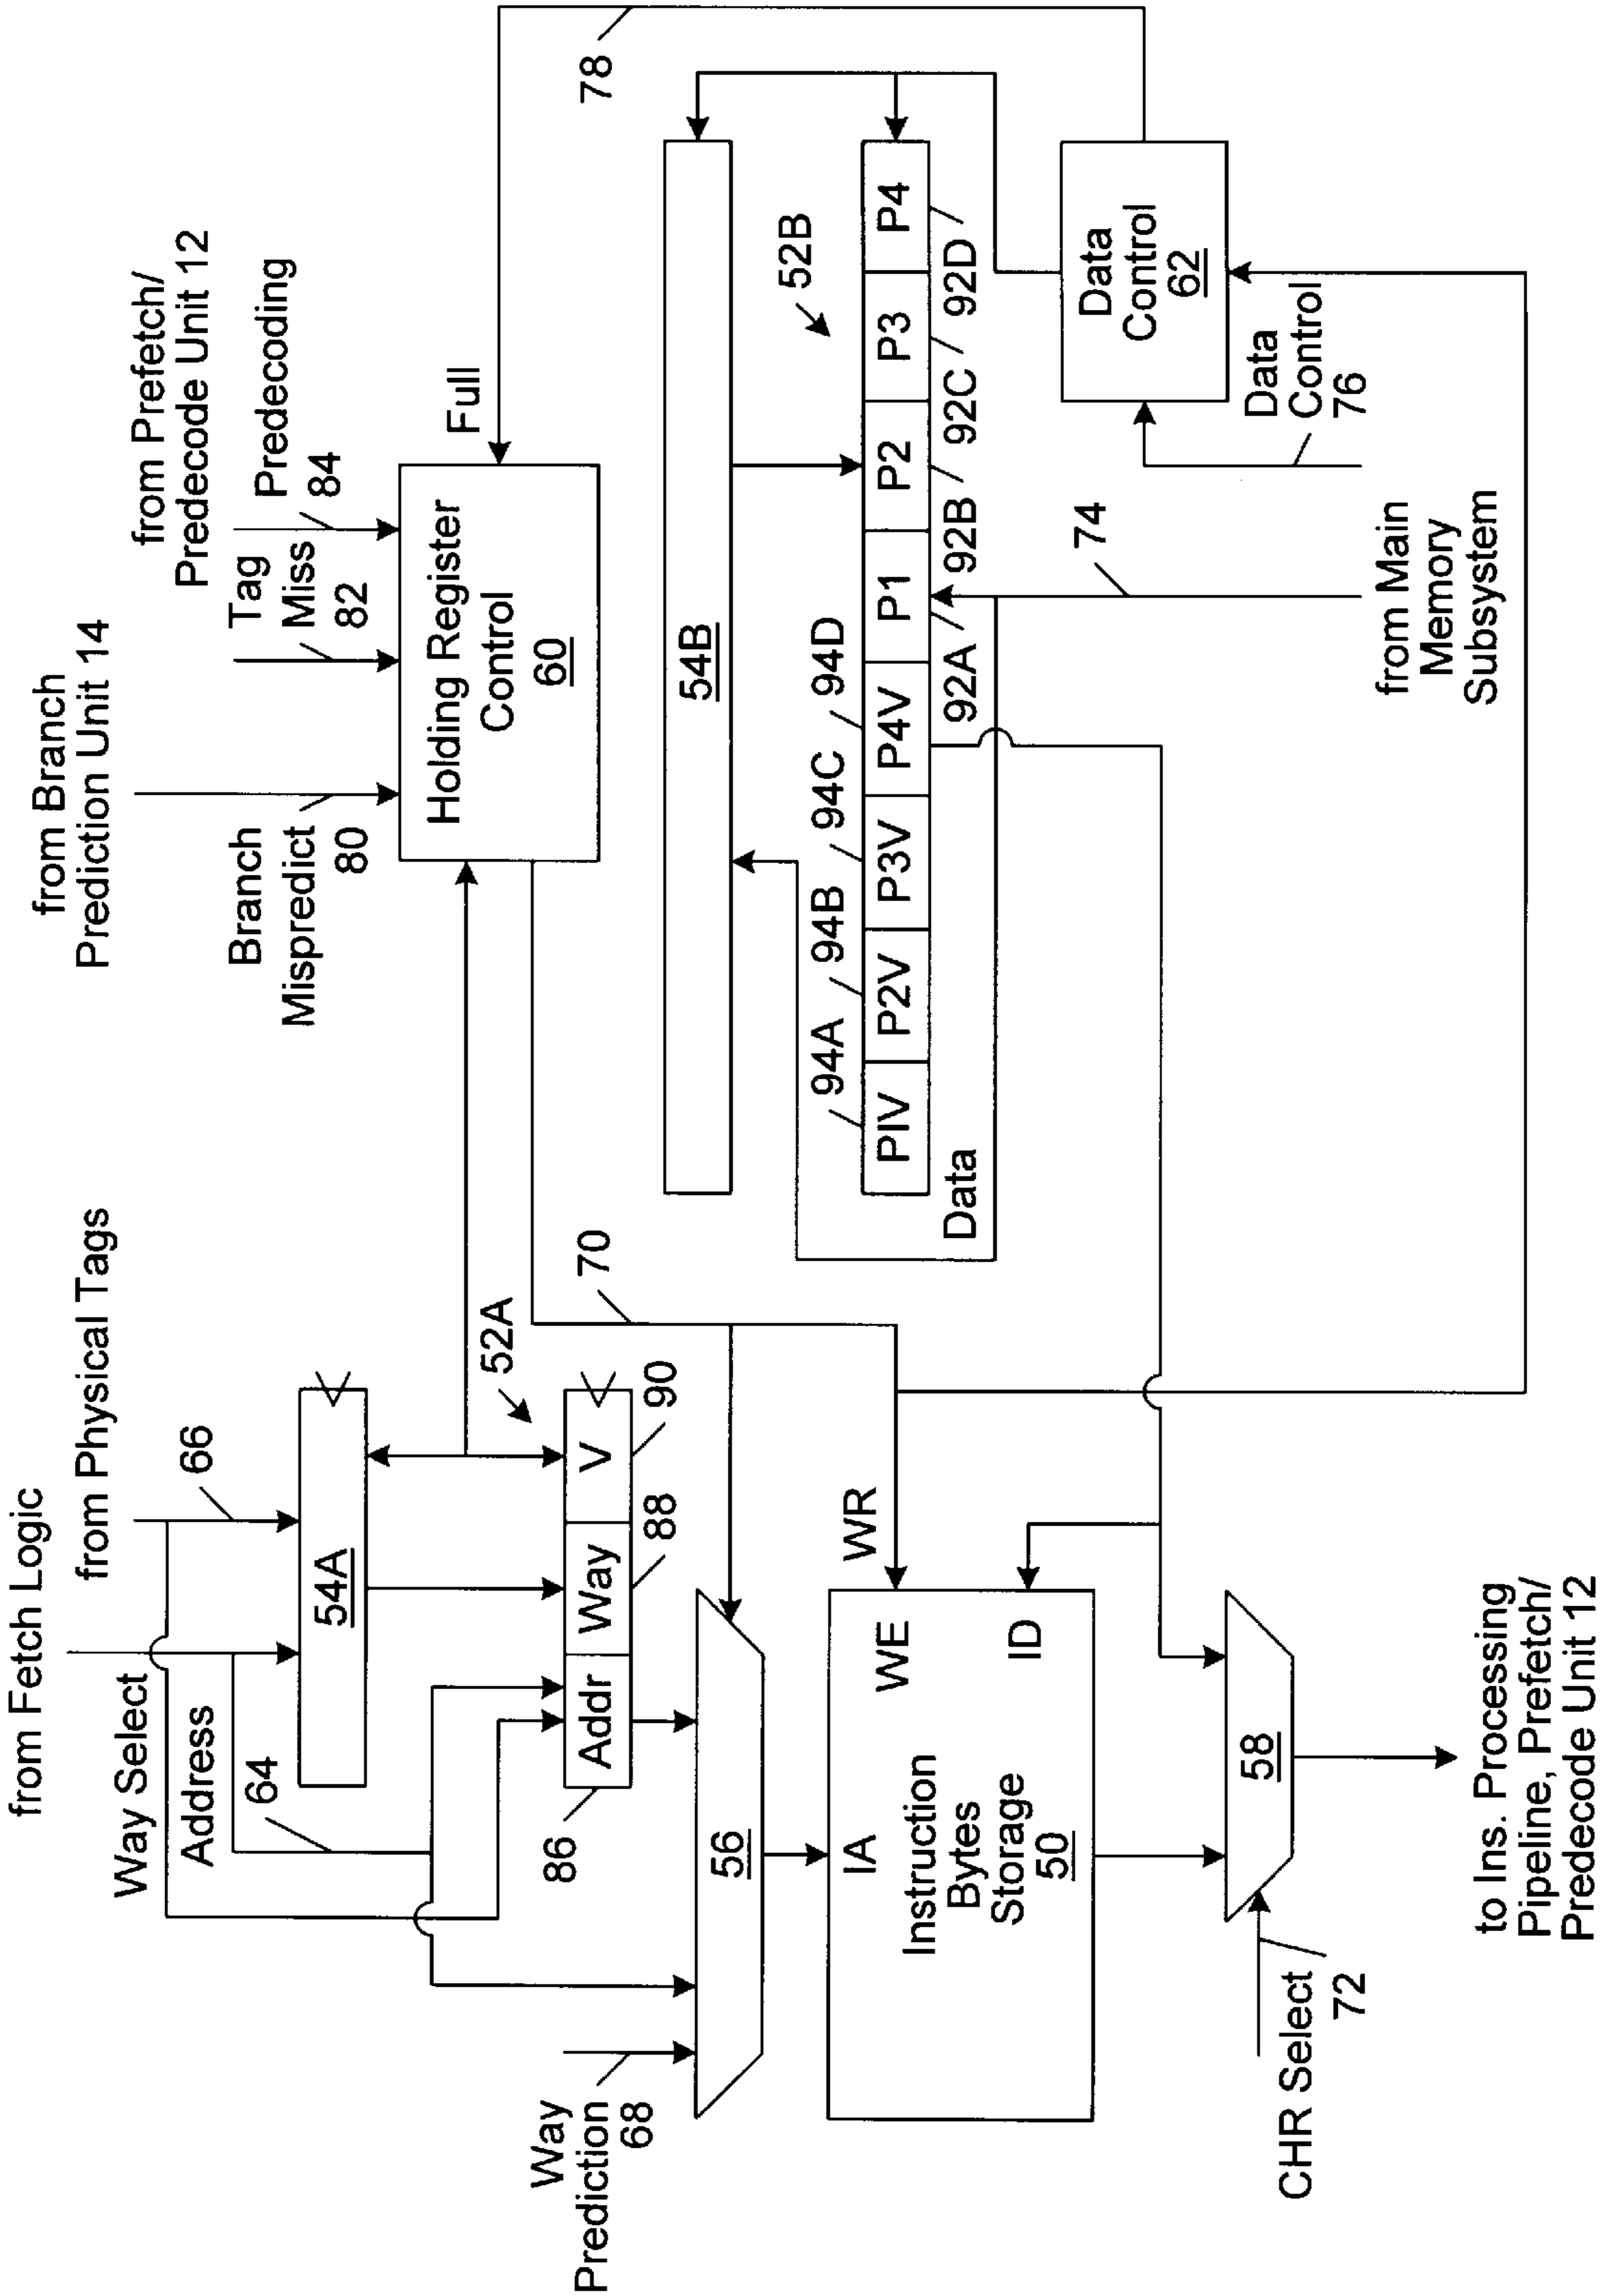 from Fetch Logic
from Physical Tags
Way Select
Address
64
66
54A
52A
Addr
Way
V
86
88
90
Way
Prediction
68
56
70
WR
IA
WE
ID
Instruction
Bytes
Storage
50
CHR Select
72
58
to Ins. Processing
Pipeline, Prefetch/
Predecode Unit 12
from Branch
Prediction Unit 14
from Prefetch/
Predecode Unit 12
Branch
Mispredict
80
Tag
Miss
82
Predecoding
84
Full
78
Holding Register
Control
60
54B
52B
94A
94B
94C
94D
PIV
P2V
P3V
P4V
P1
P2
P3
P4
Data
92A
92B
92C
92D
74
from Main
Memory
Subsystem
Data
Control
76
Data
Control
62